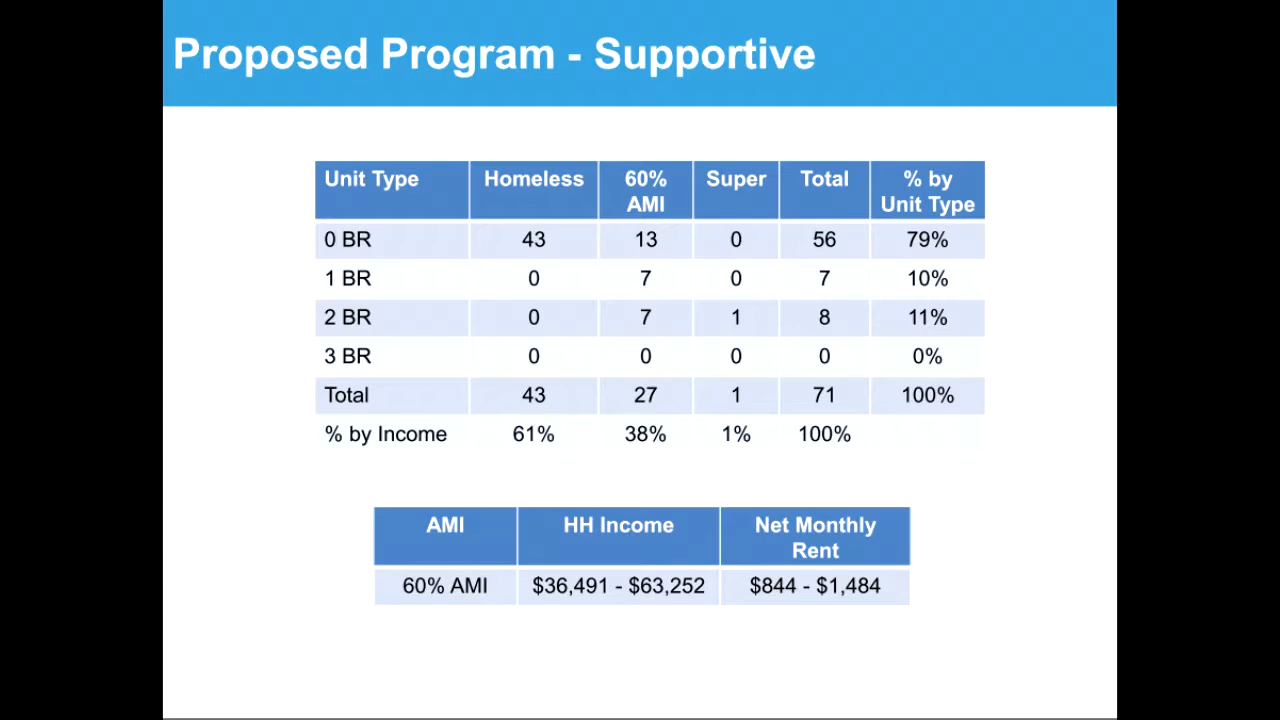 Proposed Program - Supportive
Unit Type Homeless 60% AMI Super Total % by Unit Type
0 BR 43 13 0 56 79%
1 BR 0 7 0 7 10%
2 BR 0 7 1 8 11%
3 BR 0 0 0 0 0%
Total 43 27 1 71 100%
% by Income 61% 38% 1% 100%
AMI HH Income Net Monthly Rent
60% AMI $36,491 - $63,252 $844 - $1,484